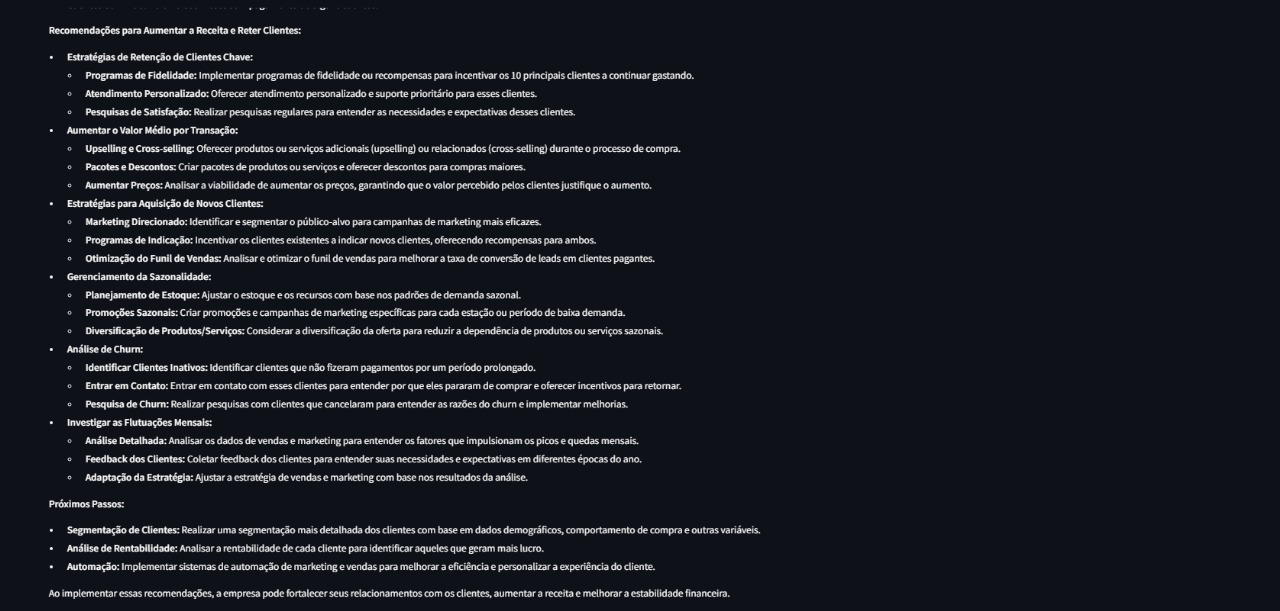 Recomendações para Aumentar a Receita e Reter Clientes:
• Estratégias de Retenção de Clientes Chave:
◦ Programas de Fidelidade: Implementar programas de fidelidade ou recompensas para incentivar os 10 principais clientes a continuar gastando.
◦ Atendimento Personalizado: Oferecer atendimento personalizado e suporte prioritário para esses clientes.
◦ Pesquisas de Satisfação: Realizar pesquisas regulares para entender as necessidades e expectativas desses clientes.
• Aumentar o Valor Médio por Transação:
◦ Upselling e Cross-selling: Oferecer produtos ou serviços adicionais (upselling) ou relacionados (cross-selling) durante o processo de compra.
◦ Pacotes e Descontos: Criar pacotes de produtos ou serviços e oferecer descontos para compras maiores.
◦ Aumentar Preços: Analisar a viabilidade de aumentar os preços, garantindo que o valor percebido pelos clientes justifique o aumento.
• Estratégias para Aquisição de Novos Clientes:
◦ Marketing Direcionado: Identificar e segmentar o público-alvo para campanhas de marketing mais eficazes.
◦ Programas de Indicação: Incentivar os clientes existentes a indicar novos clientes, oferecendo recompensas para ambos.
◦ Otimização do Funil de Vendas: Analisar e otimizar o funil de vendas para melhorar a taxa de conversão de leads em clientes pagantes.
• Gerenciamento da Sazonalidade:
◦ Planejamento de Estoque: Ajustar o estoque e os recursos com base nos padrões de demanda sazonal.
◦ Promoções Sazonais: Criar promoções e campanhas de marketing específicas para cada estação ou período de baixa demanda.
◦ Diversificação de Produtos/Serviços: Considerar a diversificação da oferta para reduzir a dependência de produtos ou serviços sazonais.
• Análise de Churn:
◦ Identificar Clientes Inativos: Identificar clientes que não fizeram pagamentos por um período prolongado.
◦ Entrar em Contato: Entrar em contato com esses clientes para entender por que eles pararam de comprar e oferecer incentivos para retornar.
◦ Pesquisa de Churn: Realizar pesquisas com clientes que cancelaram para entender as razões do churn e implementar melhorias.
• Investigar as Flutuações Mensais:
◦ Análise Detalhada: Analisar os dados de vendas e marketing para entender os fatores que impulsionam os picos e quedas mensais.
◦ Feedback dos Clientes: Coletar feedback dos clientes para entender suas necessidades e expectativas em diferentes épocas do ano.
◦ Adaptação da Estratégia: Ajustar a estratégia de vendas e marketing com base nos resultados da análise.
Próximos Passos:
• Segmentação de Clientes: Realizar uma segmentação mais detalhada dos clientes com base em dados demográficos, comportamento de compra e outras variáveis.
• Análise de Rentabilidade: Analisar a rentabilidade de cada cliente para identificar aqueles que geram mais lucro.
• Automação: Implementar sistemas de automação de marketing e vendas para melhorar a eficiência e personalizar a experiência do cliente.
Ao implementar essas recomendações, a empresa pode fortalecer seus relacionamentos com os clientes, aumentar a receita e melhorar a estabilidade financeira.